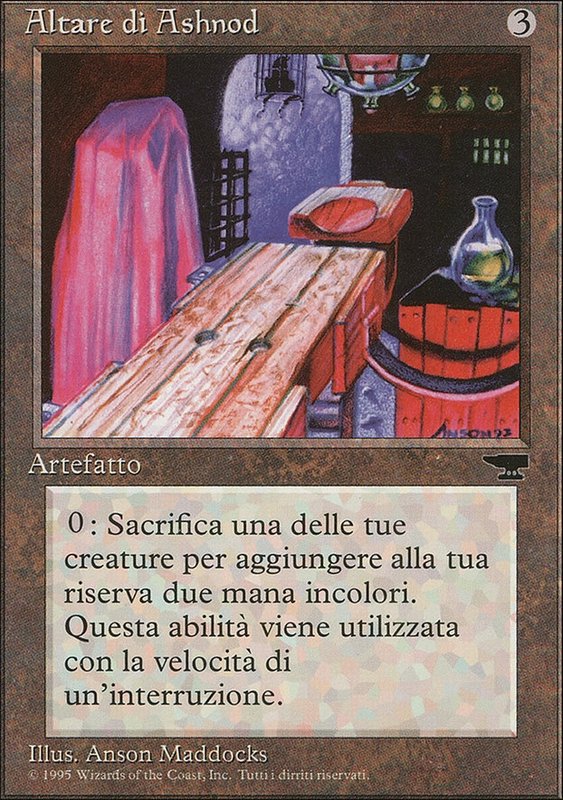 Altare di Ashnod 3
ANSON93
Artefatto
0: Sacrifica una delle tue
creature per aggiungere alla tua
riserva due mana incolori.
Questa abilità viene utilizzata
con la velocità di
un'interruzione.
Illus. Anson Maddocks
© 1995 Wizards of the Coast, Inc. Tutti i dirriti riservati.